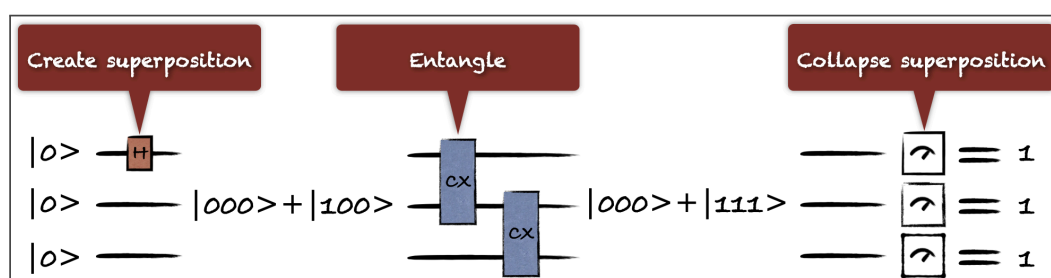 Create superposition
Entangle
Collapse superposition
|0> H
CX
1
|0>
|000>+|100>
|000>+|111>
1
CX
|0>
1